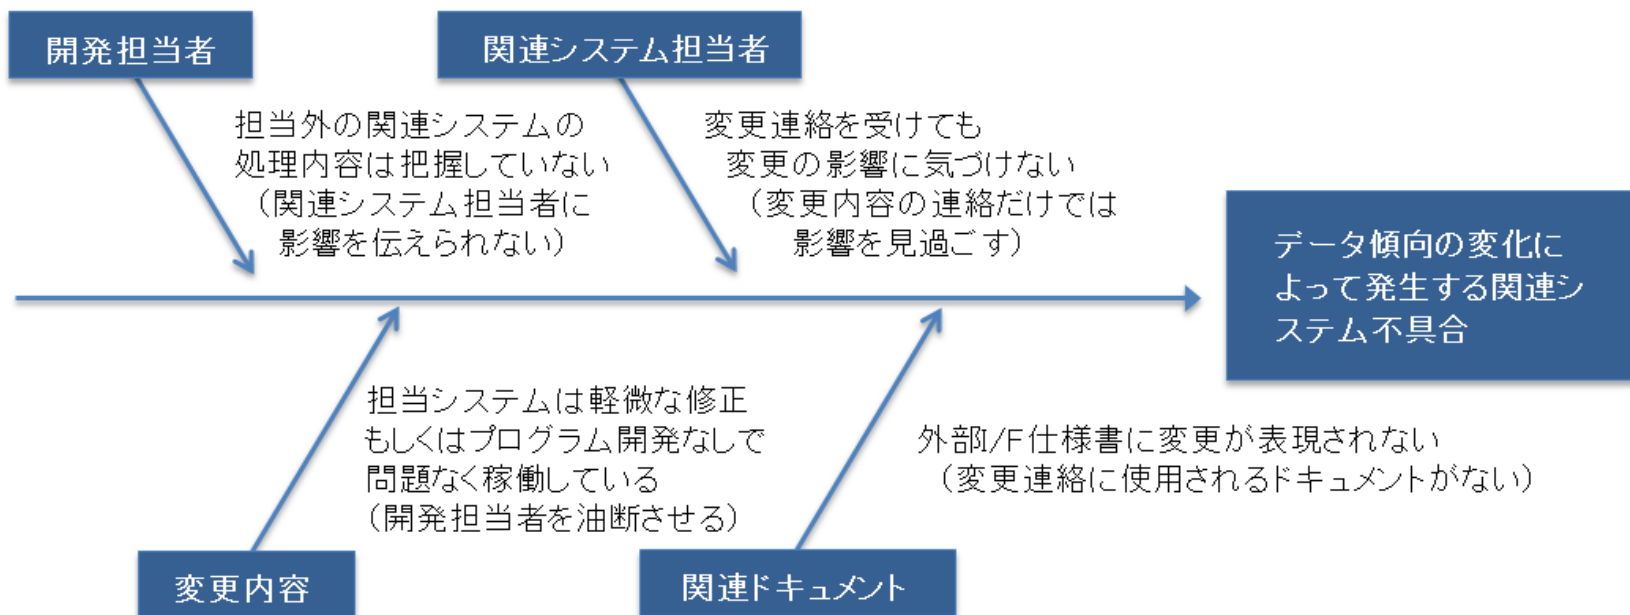 開発担当者
関連システム担当者
担当外の関連システムの
処理内容は把握していない
（関連システム担当者に
影響を伝えられない）
変更連絡を受けても
変更の影響に気づけない
（変更内容の連絡だけでは
影響を見過ごす）
データ傾向の変化に
よって発生する関連シ
ステム不具合
担当システムは軽微な修正
もしくはプログラム開発なしで
問題なく稼働している
（開発担当者を油断させる）
外部I/F仕様書に変更が表現されない
（変更連絡に使用されるドキュメントがない）
変更内容
関連ドキュメント